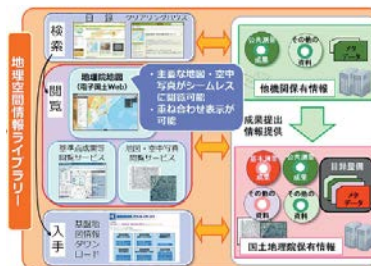 地理空間情報ライブラリー
検索
目録
クリアリングハウス
閲覧
地理院地図
(電子国土Web)
・主要な地図・空中
写真がシームレス
に閲覧可能
・重ね合わせ表示が
可能
基準点成果等
閲覧サービス
地図・空中写真
閲覧サービス
入手
基盤地
図情報
ダウン
ロード
公共測量
成果
その他の
資料
メタ
データ
他機関保有情報
成果提出
情報提供
基本測量
成果
公共測量
成果
目録整備
その他の
資料
その他の
資料
メタ
データ
国土地理院保有情報